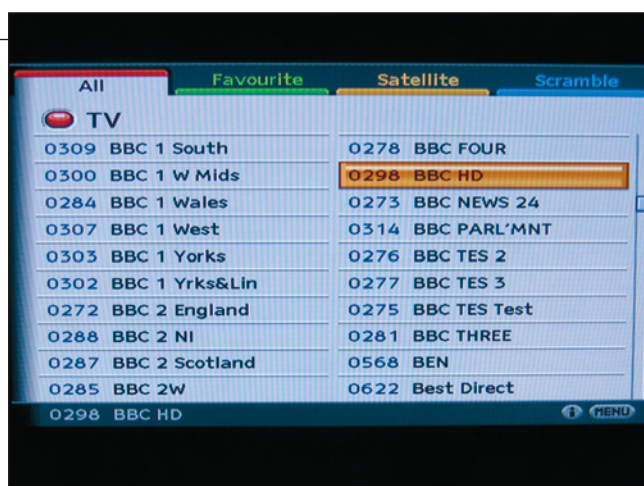 All Favourite Satellite Scramble
TV
0309 BBC 1 South
0300 BBC 1 W Mids
0284 BBC 1 Wales
0307 BBC 1 West
0303 BBC 1 Yorks
0302 BBC 1 Yrks&Lin
0272 BBC 2 England
0288 BBC 2 NI
0287 BBC 2 Scotland
0285 BBC 2W
0278 BBC FOUR
0298 BBC HD
0273 BBC NEWS 24
0314 BBC PARL'MNT
0276 BBC TES 2
0277 BBC TES 3
0275 BBC TES Test
0281 BBC THREE
0568 BEN
0622 Best Direct
0298 BBC HD
i MENU